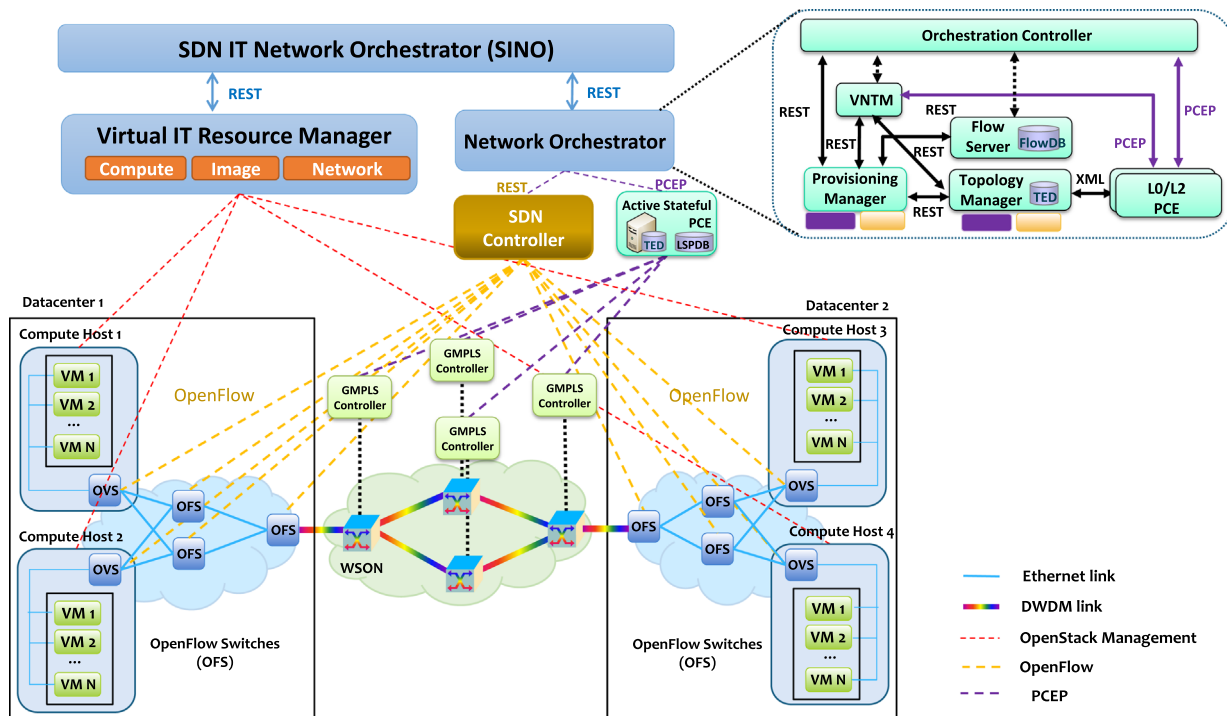 SDN IT Network Orchestrator (SINO)
REST
REST
Virtual IT Resource Manager
Compute
Image
Network
Network Orchestrator
REST
PCEP
SDN
Controller
Active Stateful
PCE
TED
LSPDB
Orchestration Controller
VNTM
REST
REST
PCEP
Flow
Server
FlowDB
REST
REST
PCEP
Provisioning
Manager
Topology
Manager
TED
XML
L0/L2
PCE
REST
Datacenter 1
Datacenter 2
Compute Host 1
VM 1
VM 2
...
VM N
OVS
OpenFlow
GMPLS
Controller
GMPLS
Controller
GMPLS
Controller
GMPLS
Controller
OpenFlow
Compute Host 3
VM 1
VM 2
...
VM N
OVS
OFS
OFS
OFS
WSON
OFS
OFS
OFS
Compute Host 2
OVS
VM 1
VM 2
...
VM N
OpenFlow Switches
(OFS)
OpenFlow Switches
(OFS)
Compute Host 4
OVS
VM 1
VM 2
...
VM N
Ethernet link
DWDM link
OpenStack Management
OpenFlow
PCEP